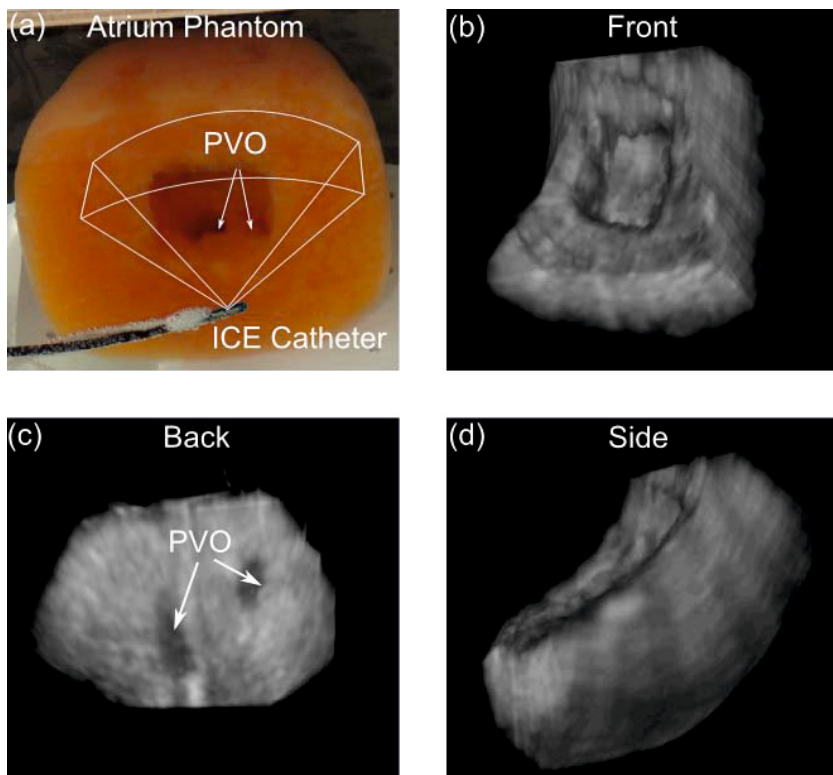 (a) Atrium Phantom
PVO
ICE Catheter
(b) Front
(c) Back
PVO
(d) Side